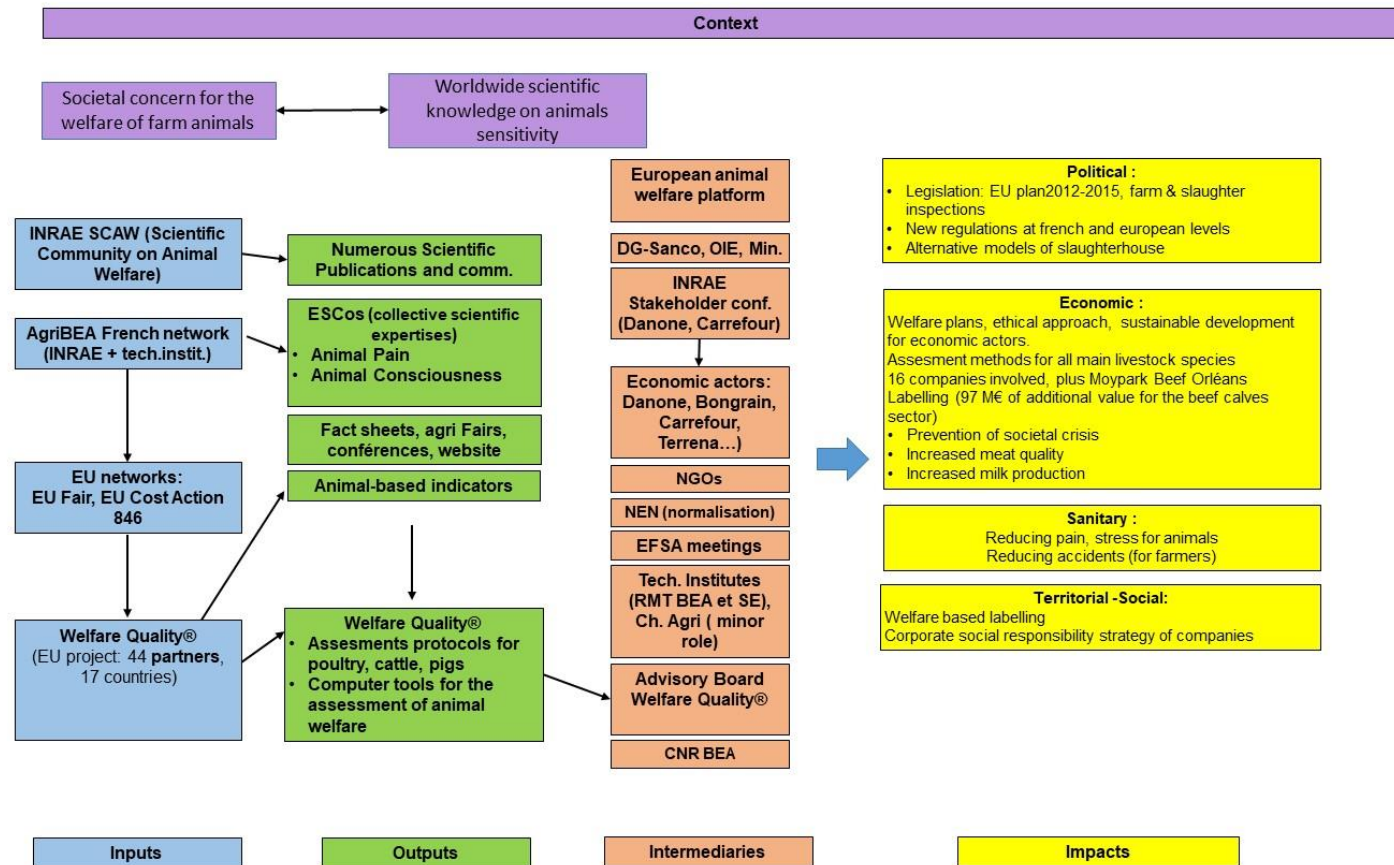 Context
Societal concern for the
welfare of farm animals
Worldwide scientific
knowledge on animals
sensitivity
INRAE SCAW (Scientific
Community on Animal
Welfare)
AgriBEA French network
(INRAE + tech.instit.)
EU networks:
EU Fair, EU Cost Action
846
Welfare Quality®
(EU project: 44 partners,
17 countries)
Numerous Scientific
Publications and comm.
ESCos (collective scientific
expertises)
• Animal Pain
• Animal Consciousness
Fact sheets, agri Fairs,
conférences, website
Animal-based indicators
Welfare Quality®
• Assesments protocols for
poultry, cattle, pigs
• Computer tools for the
assessment of animal
welfare
European animal
welfare platform
DG-Sanco, OIE, Min.
INRAE
Stakeholder conf.
(Danone, Carrefour)
Economic actors:
Danone, Bongrain,
Carrefour,
Terrena…)
NGOs
NEN (normalisation)
EFSA meetings
Tech. Institutes
(RMT BEA et SE),
Ch. Agri ( minor
role)
Advisory Board
Welfare Quality®
CNR BEA
Political :
• Legislation: EU plan2012-2015, farm & slaughter
inspections
• New regulations at french and european levels
• Alternative models of slaughterhouse
Economic :
Welfare plans, ethical approach, sustainable development
for economic actors.
Assesment methods for all main livestock species
16 companies involved, plus Moypark Beef Orléans
Labelling (97 M€ of additional value for the beef calves
sector)
• Prevention of societal crisis
• Increased meat quality
• Increased milk production
Sanitary :
Reducing pain, stress for animals
Reducing accidents (for farmers)
Territorial -Social:
Welfare based labelling
Corporate social responsibility strategy of companies
Inputs
Outputs
Intermediaries
Impacts